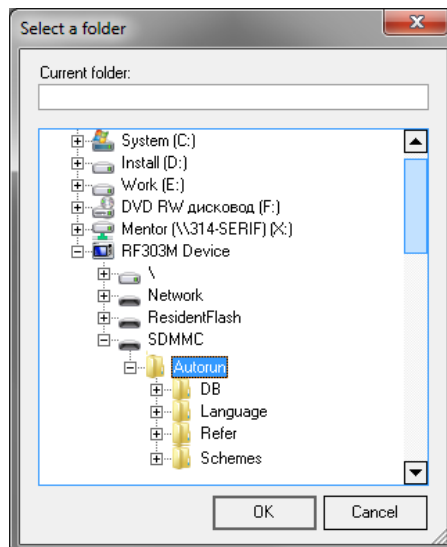 Select a folder
Current folder:
System (C:)
Install (D:)
Work (E:)
DVD RW дисковод (F:)
Mentor (\\314-SERIF) (X:)
RF303M Device
\
Network
ResidentFlash
SDMMC
Autorun
DB
Language
Refer
Schemes
OK Cancel